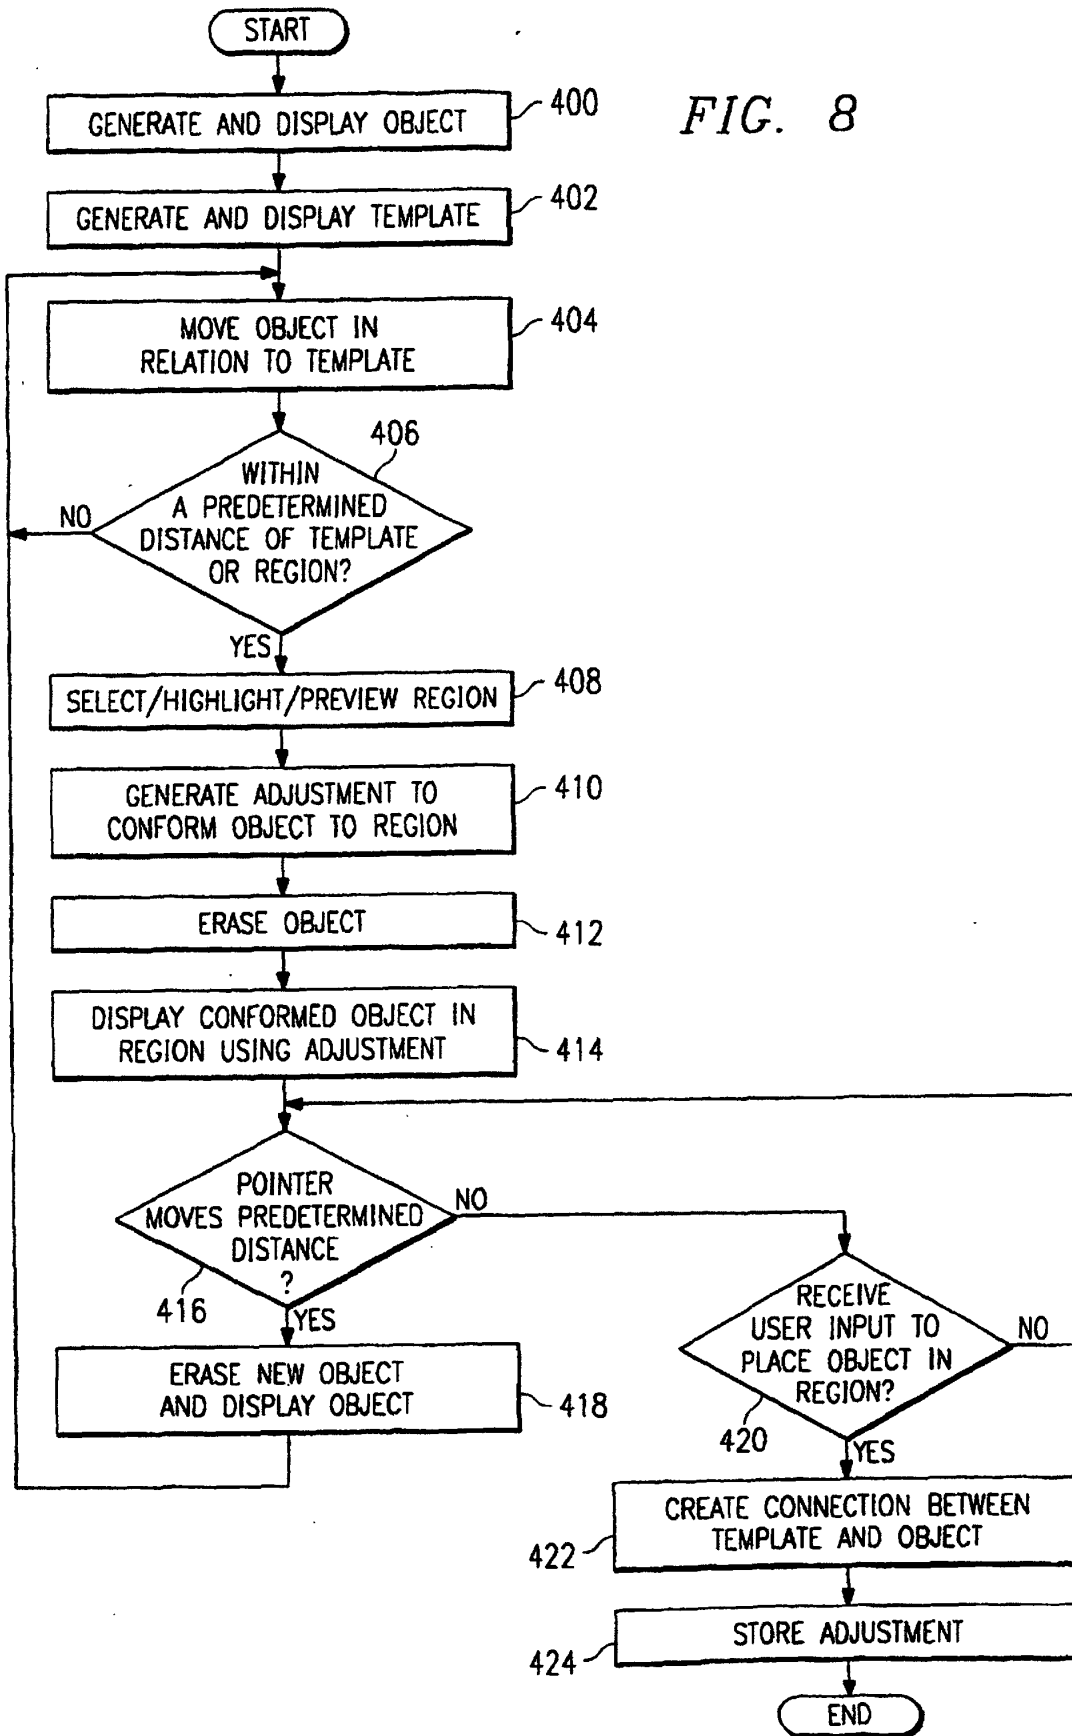 START
FIG. 8
GENERATE AND DISPLAY OBJECT
400
GENERATE AND DISPLAY TEMPLATE
402
MOVE OBJECT IN
RELATION TO TEMPLATE
404
406
WITHIN
A PREDETERMINED
DISTANCE OF TEMPLATE
OR REGION?
NO
YES
SELECT/HIGHLIGHT/PREVIEW REGION
408
GENERATE ADJUSTMENT TO
CONFORM OBJECT TO REGION
410
ERASE OBJECT
412
DISPLAY CONFORMED OBJECT IN
REGION USING ADJUSTMENT
414
POINTER
MOVES PREDETERMINED
DISTANCE
?
NO
416
YES
ERASE NEW OBJECT
AND DISPLAY OBJECT
418
RECEIVE
USER INPUT TO
PLACE OBJECT IN
REGION?
NO
420
YES
CREATE CONNECTION BETWEEN
TEMPLATE AND OBJECT
422
STORE ADJUSTMENT
424
END